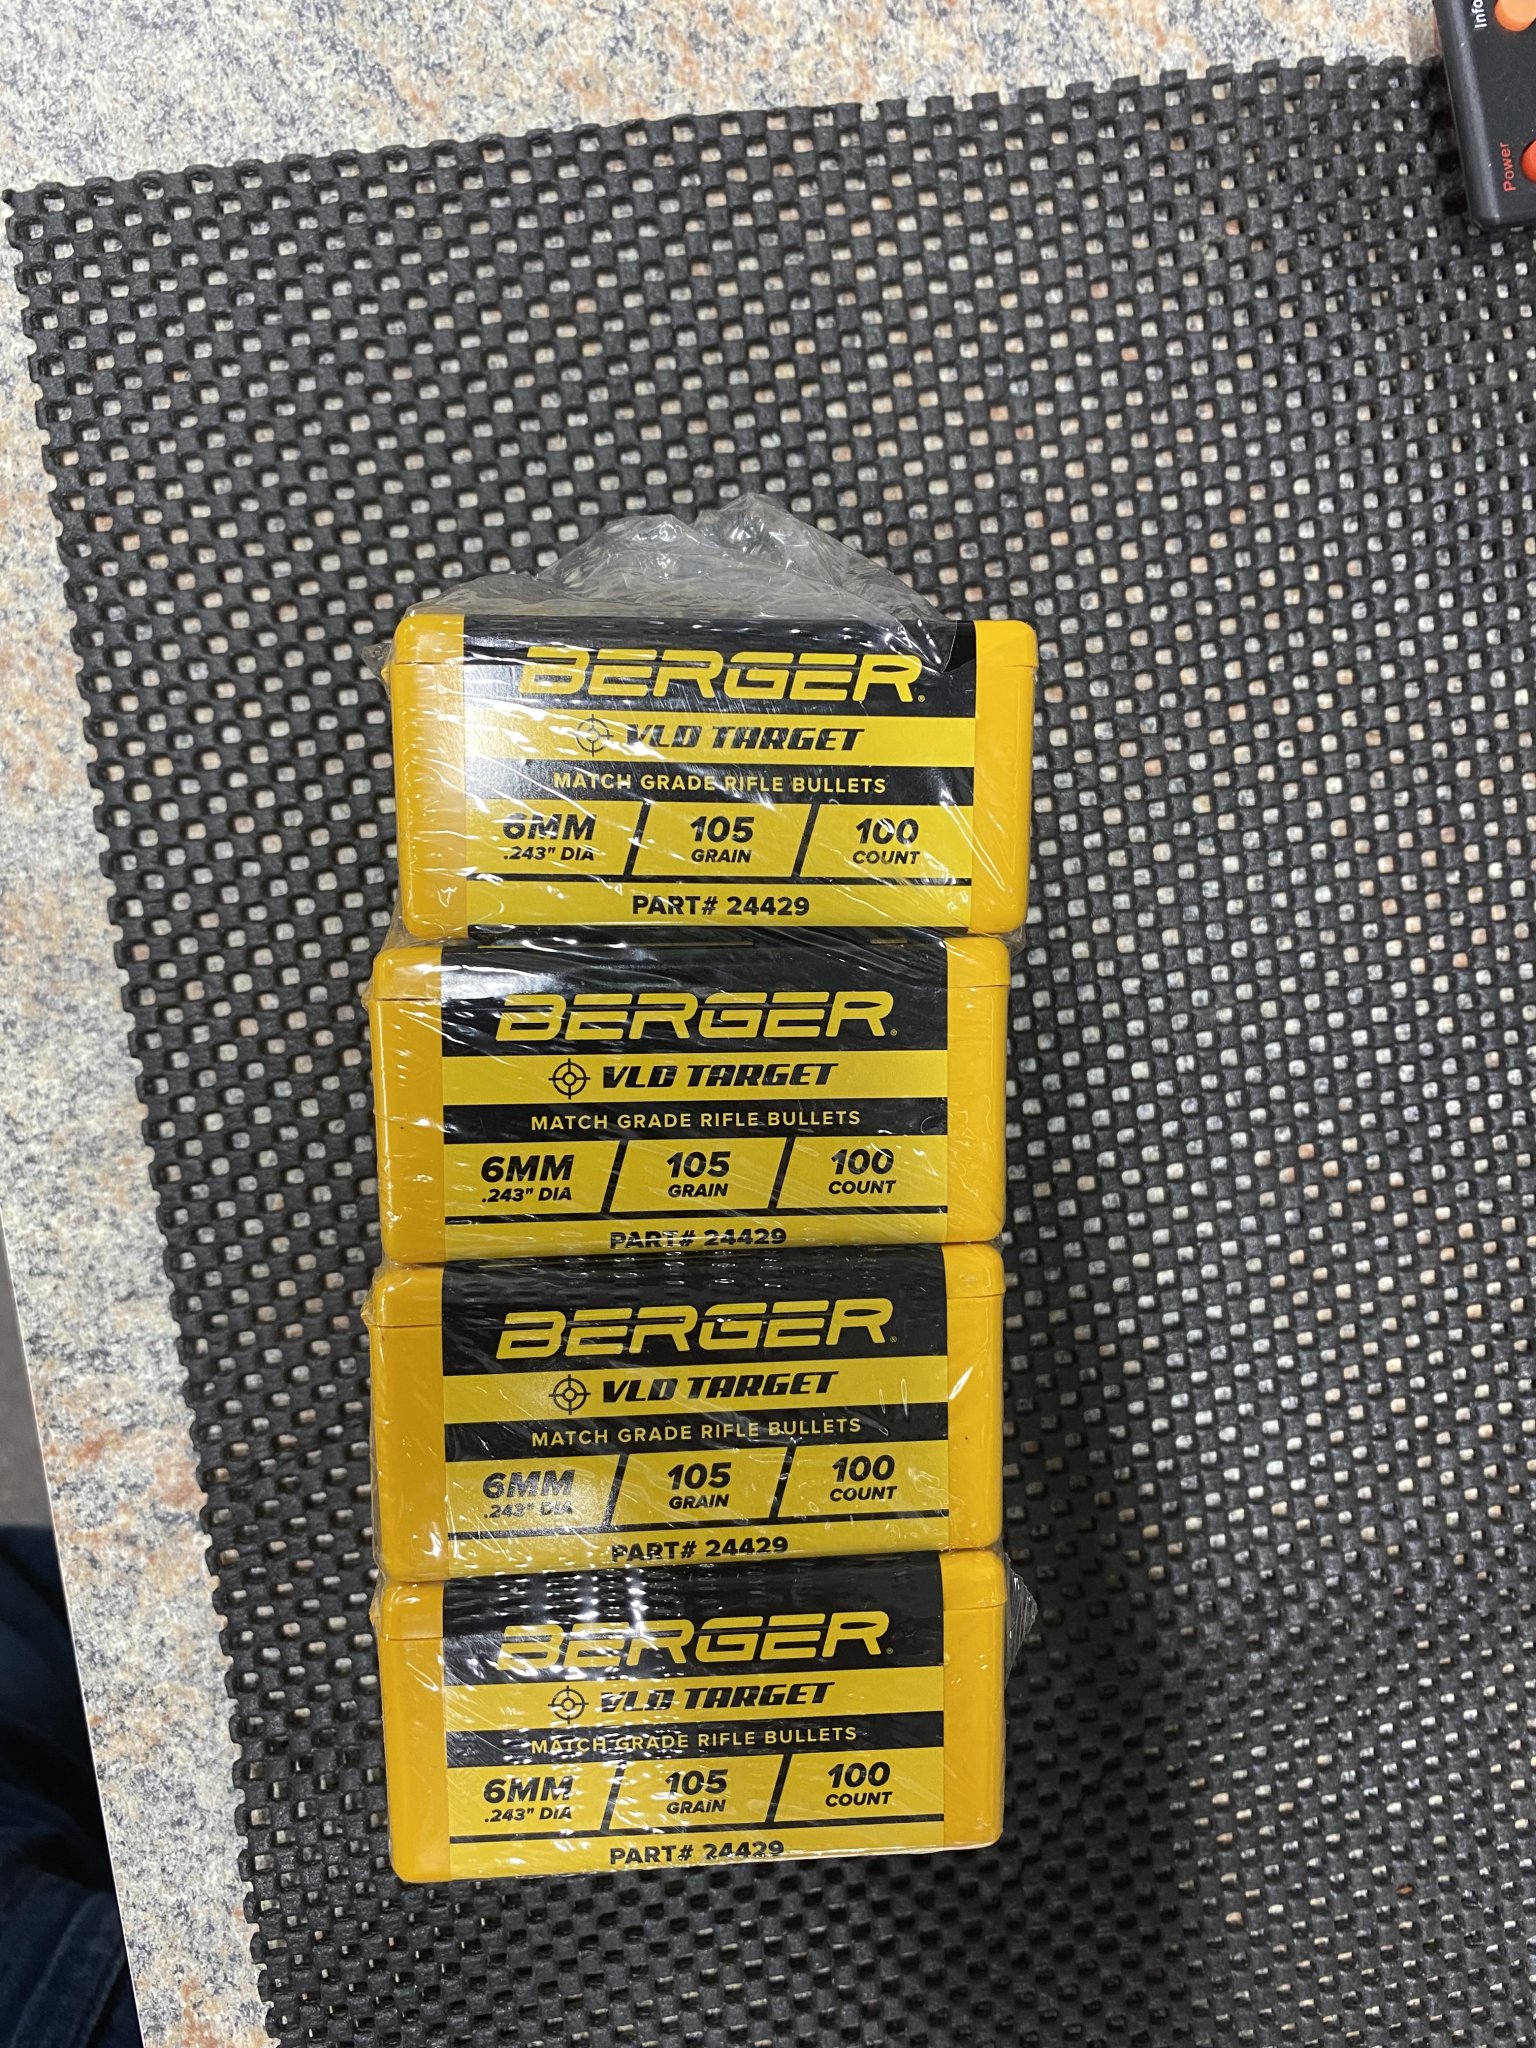 Info
Power
BERGER®
VLD TARGET
MATCH GRADE RIFLE BULLETS
6MM 105 100
.243" DIA GRAIN COUNT
PART# 24429
BERGER®
VLD TARGET
MATCH GRADE RIFLE BULLETS
6MM 105 100
.243" DIA GRAIN COUNT
PART# 24429
BERGER®
VLD TARGET
MATCH GRADE RIFLE BULLETS
6MM 105 100
.243" DIA GRAIN COUNT
PART# 24429
BERGER®
VLD TARGET
MATCH GRADE RIFLE BULLETS
6MM 105 100
.243" DIA GRAIN COUNT
PART# 24429